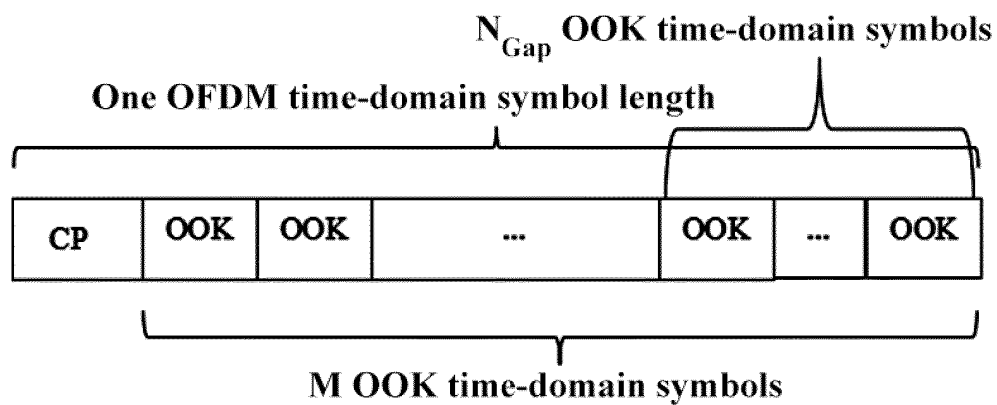 N_Gap OOK time-domain symbols
One OFDM time-domain symbol length
CP OOK OOK ... OOK ... OOK
M OOK time-domain symbols